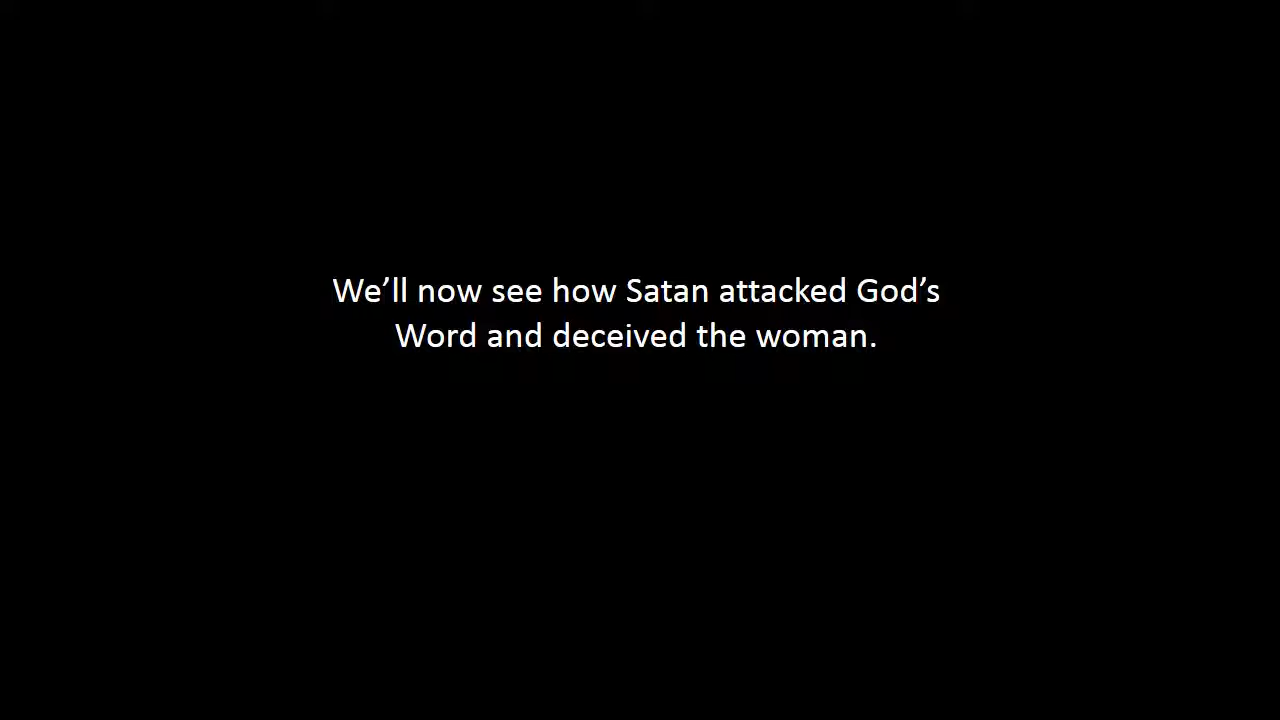 We’ll now see how Satan attacked God’s
Word and deceived the woman.